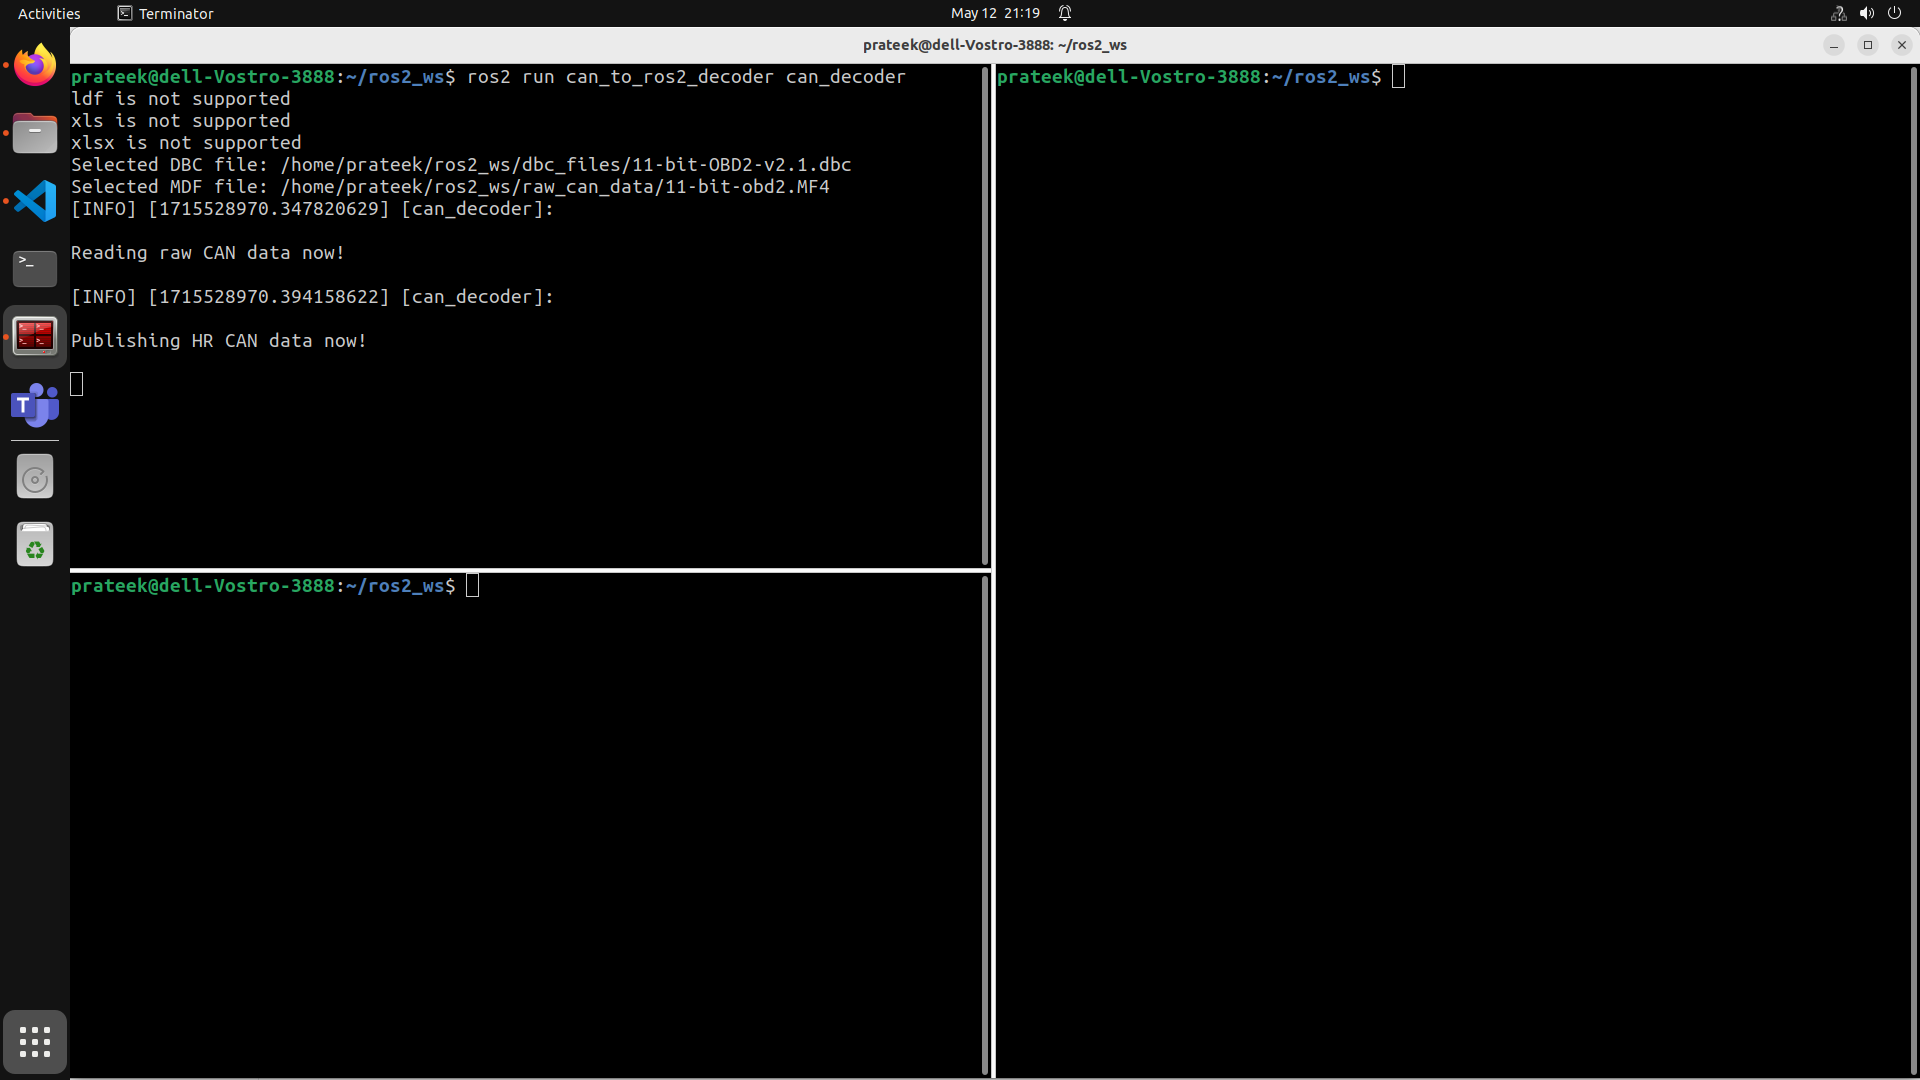 Activities
Terminator
May 12 21:19
prateek@dell-Vostro-3888: ~/ros2_ws
prateek@dell-Vostro-3888:~/ros2_ws$ ros2 run can_to_ros2_decoder can_decoder
ldf is not supported
xls is not supported
xlsx is not supported
Selected DBC file: /home/prateek/ros2_ws/dbc_files/11-bit-OBD2-v2.1.dbc
Selected MDF file: /home/prateek/ros2_ws/raw_can_data/11-bit-obd2.MF4
[INFO] [1715528970.347820629] [can_decoder]:
Reading raw CAN data now!
[INFO] [1715528970.394158622] [can_decoder]:
Publishing HR CAN data now!
prateek@dell-Vostro-3888:~/ros2_ws$
prateek@dell-Vostro-3888:~/ros2_ws$